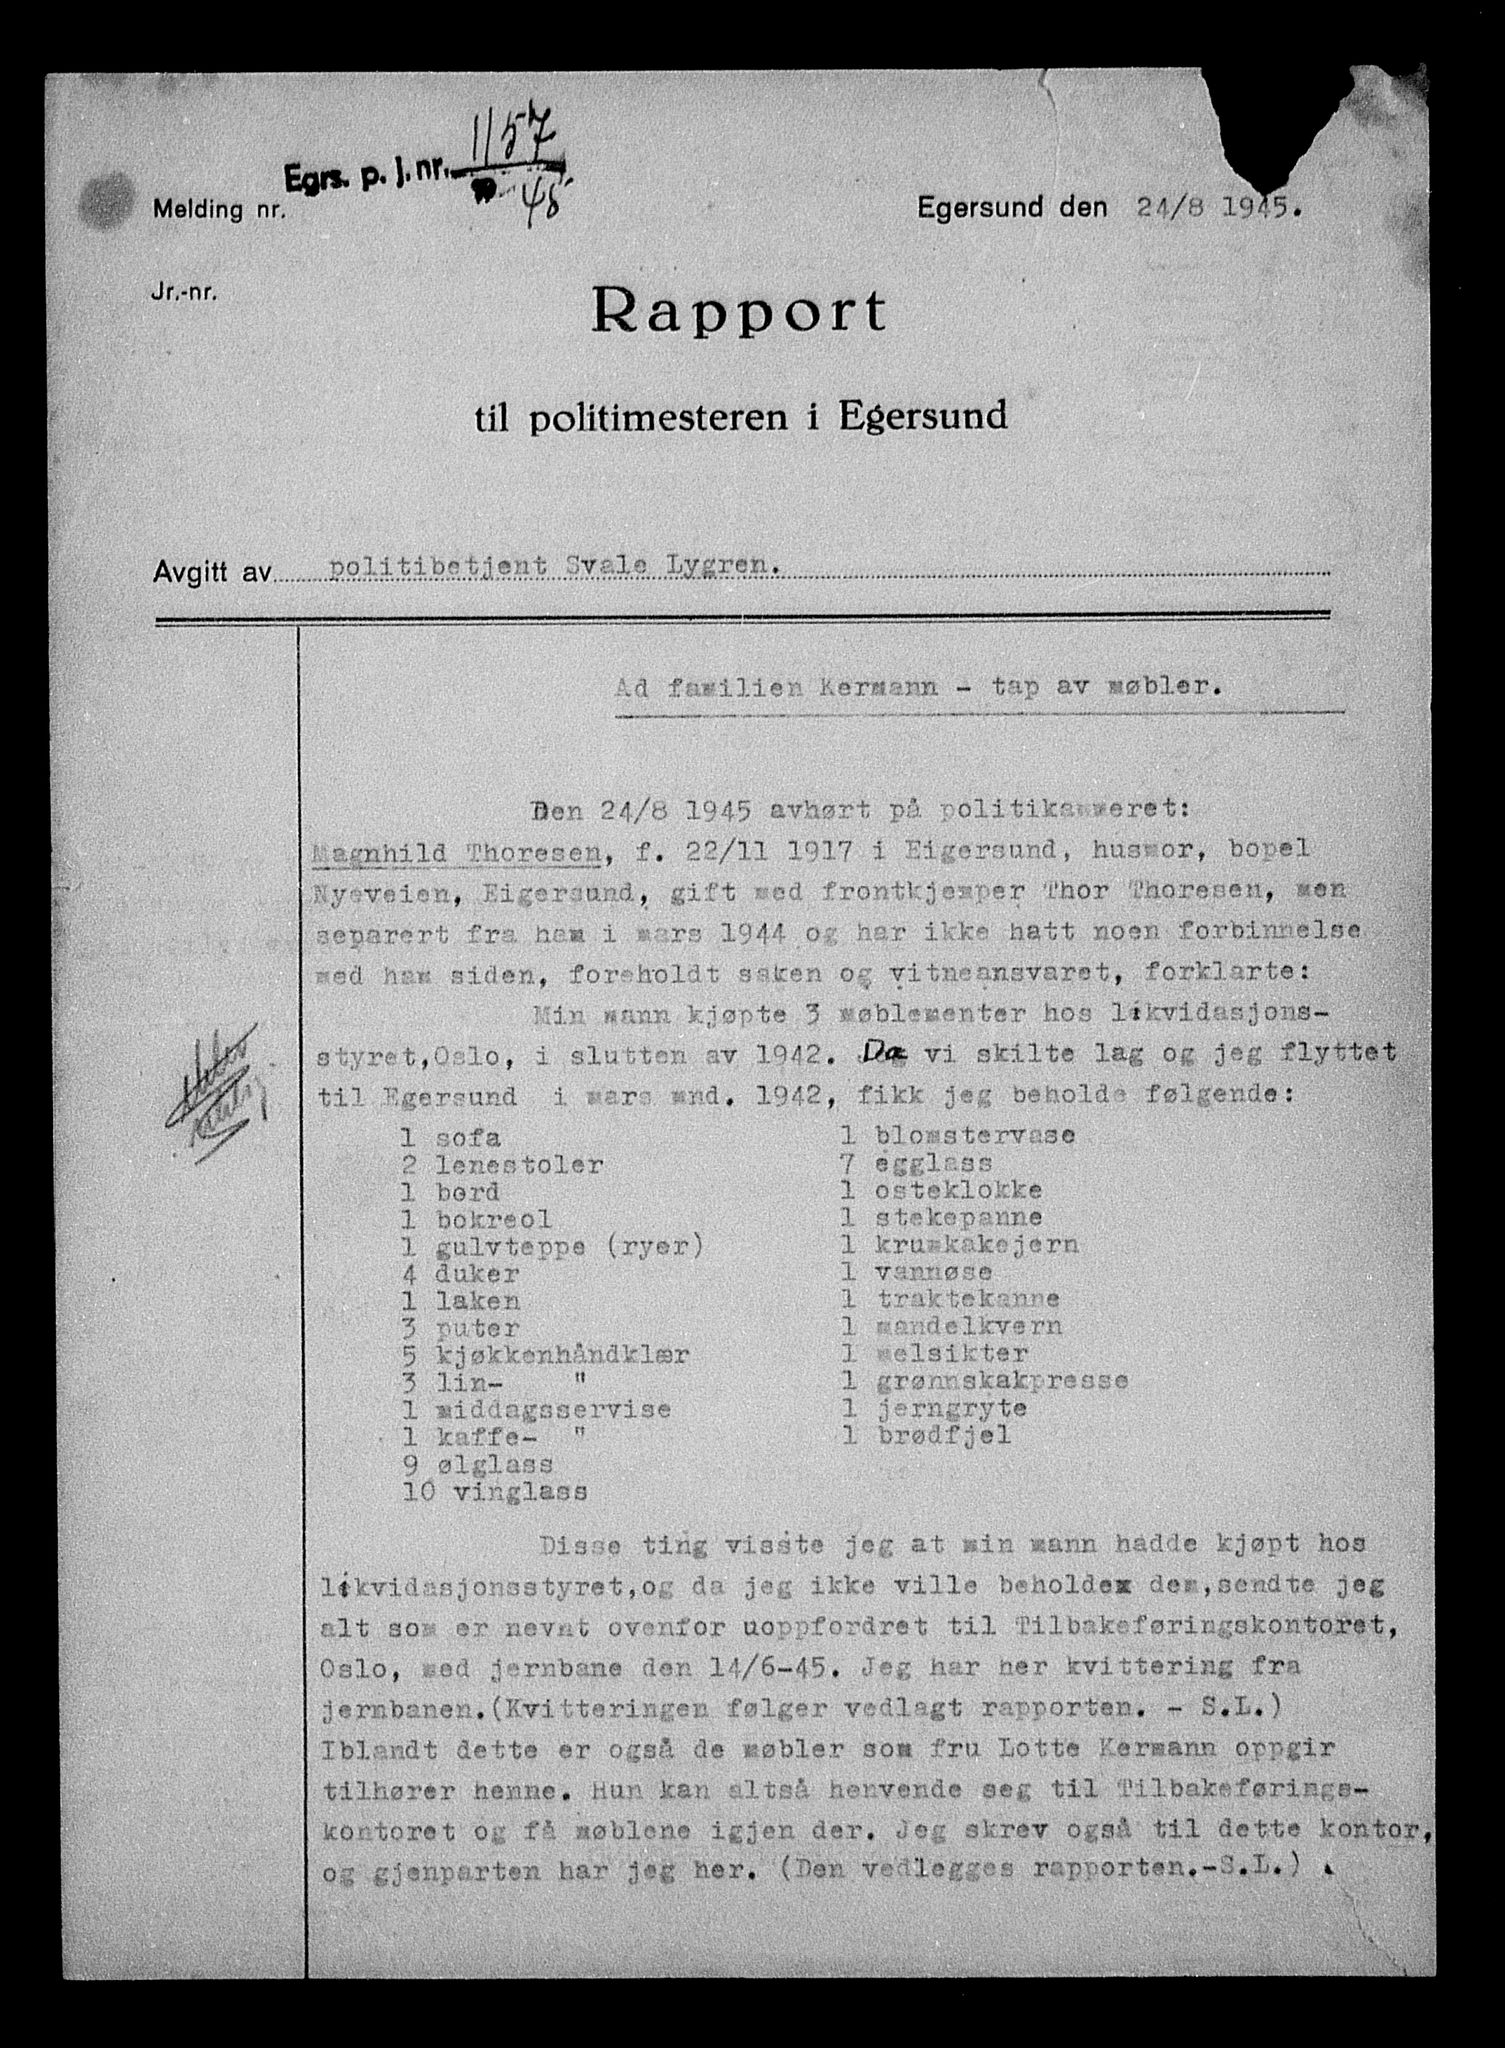 Egrs. p. j. nr. 1157
45
Melding nr.
Egersund den 24/8 1945.
Jr.-nr.
Rapport
til politimesteren i Egersund
Avgitt av politibetjent Svale Lygren.
Ad familien Kermann - tap av møbler.
Den 24/8 1945 avhørt på politikammeret:
Magnhild Thoresen, f. 22/11 1917 i Eigersund, husmor, bopel
Nyeveien, Eigersund, gift med frontkjemper Thor Thoresen, men
separert fra ham i mars 1944 og har ikke hatt noen forbinnelse
med ham siden, foreholdt saken og vitneansvaret, forklarte:
Min mann kjøpte 3 møblementer hos likvidasjons-
styret,Oslo, i slutten av 1942. Da vi skilte lag og jeg flyttet
til Egersund i mars mnd. 1942, fikk jeg beholde følgende:
1 sofa
2 lenestoler
1 bord
1 bokreol
1 gulvteppe (ryer)
4 duker
1 laken
3 puter
5 kjøkkenhåndklær
3 lin- "
1 middagsservise
1 kaffe- "
9 ølglass
10 vinglass
1 blomstervase
7 egglass
1 osteklokke
1 stekepanne
1 krumkakejern
1 vannøse
1 traktekanne
1 mandelkvern
1 melsikter
1 grønnskakpresse
1 jerngryte
1 brødfjel
Disse ting visste jeg at min mann hadde kjøpt hos
likvidasjonsstyret,og da jeg ikke ville beholdex dem,sendte jeg
alt som er nevnt ovenfor uoppfordret til Tilbakeføringskontoret,
Oslo, med jernbane den 14/6-45. Jeg har her kvittering fra
jernbanen.(Kvitteringen følger vedlagt rapporten. - S.L.)
Iblandt dette er også de møbler som fru Lotte Kermann oppgir
tilhører henne. Hun kan altså henvende seg til Tilbakeførings-
kontoret og få møblene igjen der. Jeg skrev også til dette kontor,
og gjenparten har jeg her. (Den vedlegges rapporten.-S.L.) .